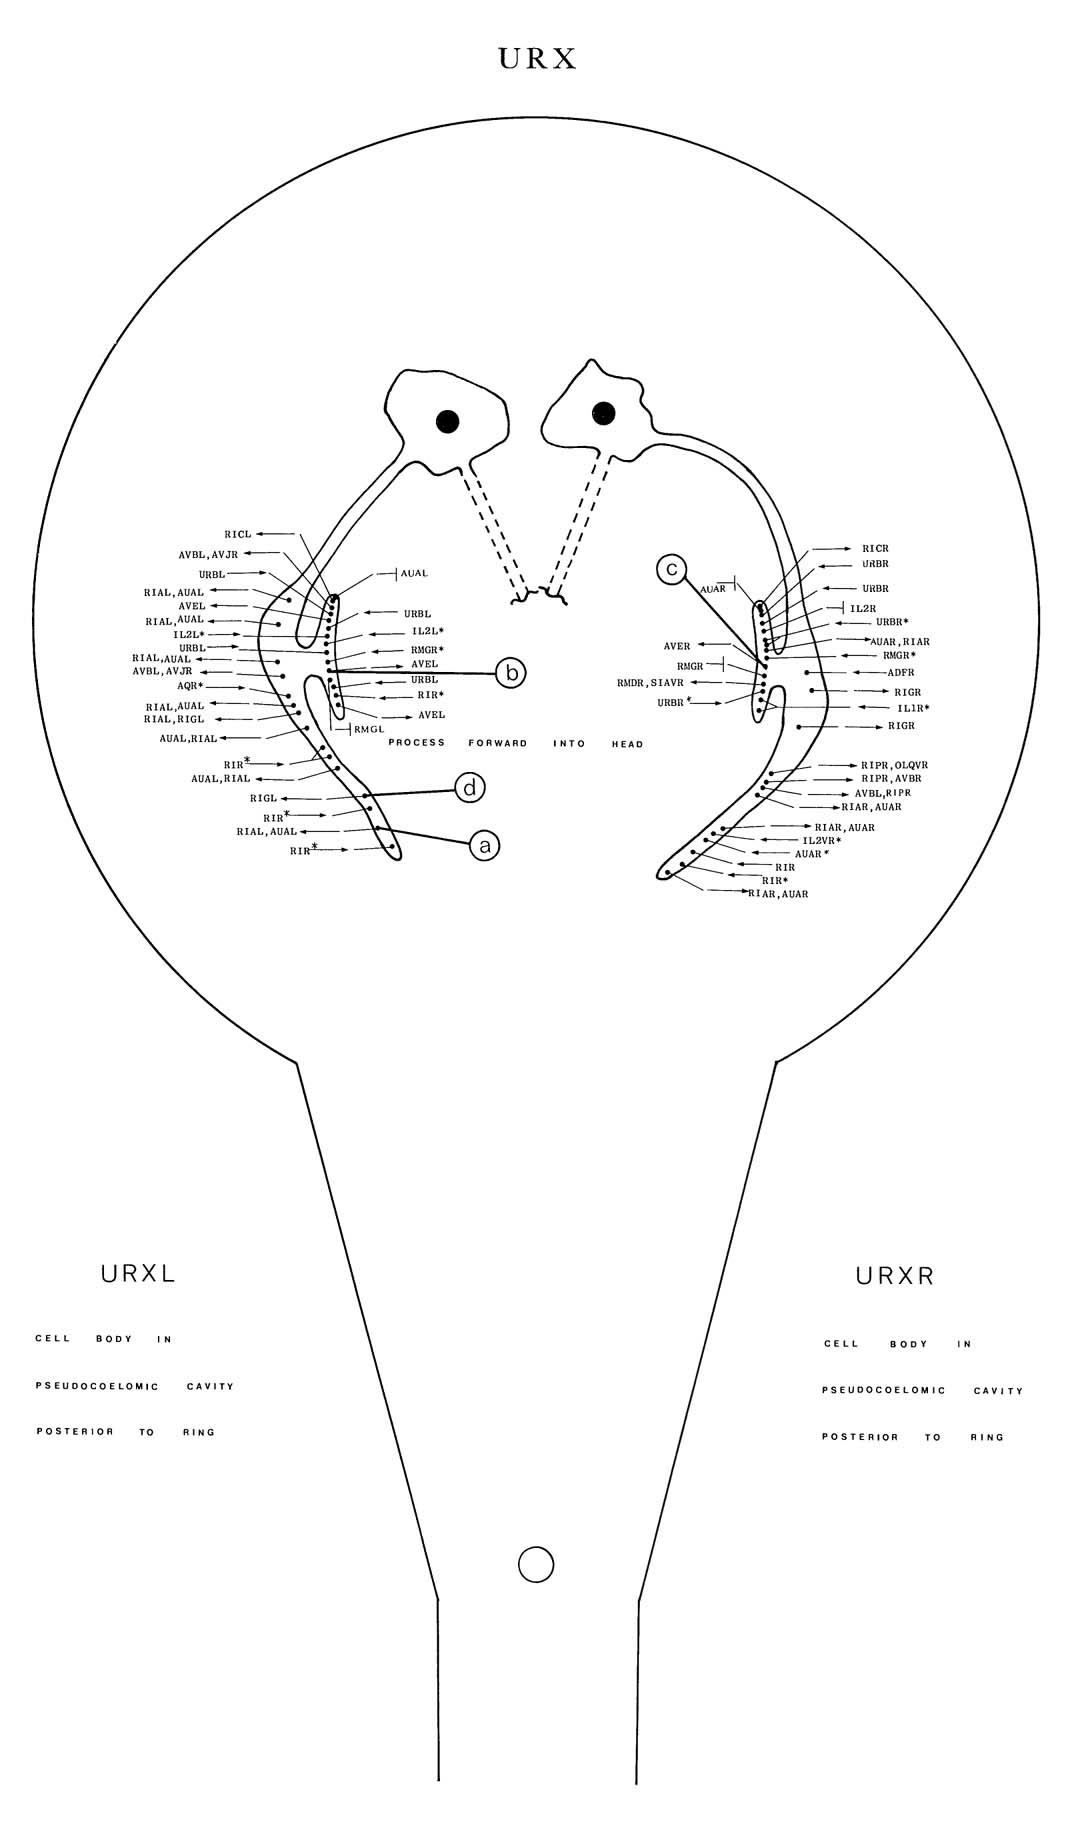 URX
RICL
AVBL,AVJR
URBL
RIAL,AUAL
AVEL
RIAL,AUAL
IL2L*
URBL
RIAL,AUAL
AVBL,AVJR
AQR*
RIAL,AUAL
RIAL,RIGL
AUAL,RIAL
RIR*
AUAL,RIAL
RIGL
RIR*
RIAL,AUAL
RIR*
AUAL
URBL
IL2L*
RMGR*
AVEL
b
URBL
RIR*
AVEL
RMGL
PROCESS FORWARD INTO HEAD
d
a
c
AUAR
AVER
RMGR
RMDR,SIAVR
URBR*
RICR
URBR
URBR
IL2R
URBR*
AUAR,RIAR
RMGR*
ADFR
RIGR
IL1R*
RIGR
RIPR,OLQVR
RIPR,AVBR
AVBL,RIPR
RIAR,AUAR
RIAR,AUAR
IL2VR*
AUAR*
RIR
RIR*
RIAR,AUAR
URXL
CELL BODY IN
PSEUDOCOELOMIC CAVITY
POSTERIOR TO RING
URXR
CELL BODY IN
PSEUDOCOELOMIC CAVITY
POSTERIOR TO RING